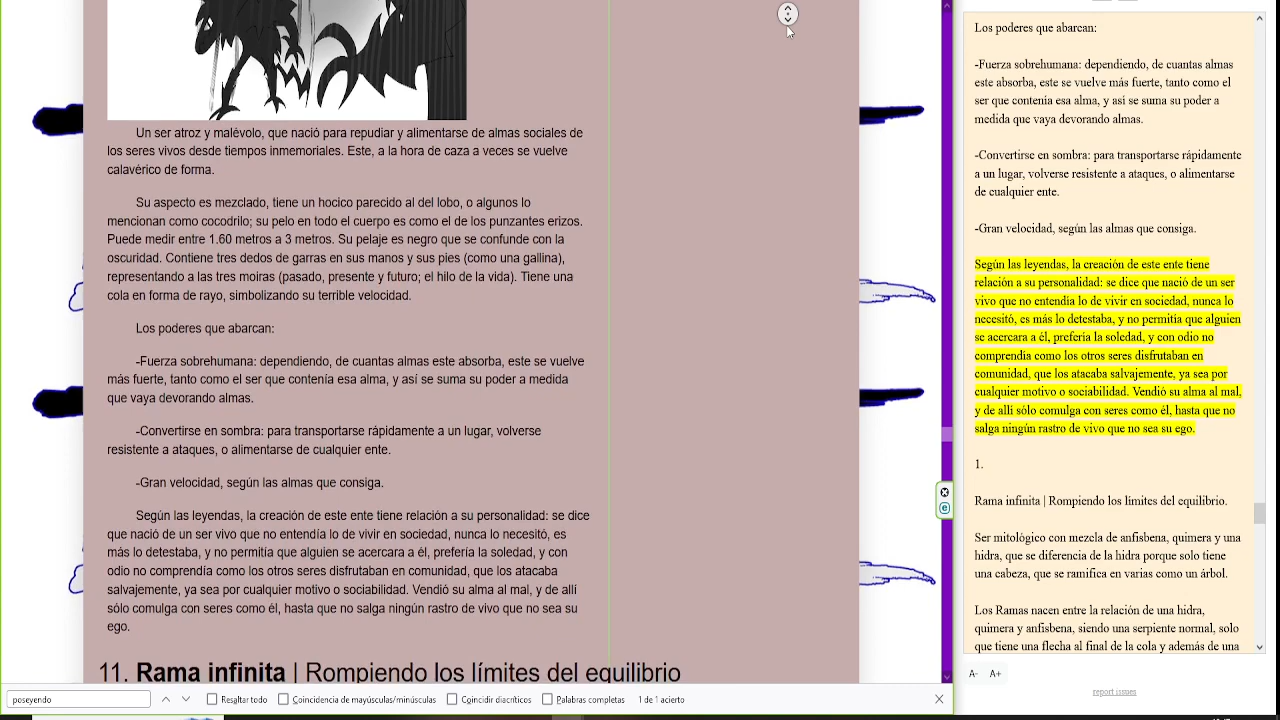 Un ser atroz y malévolo, que nació para repudiar y alimentarse de almas sociales de
los seres vivos desde tiempos inmemoriales. Este, a la hora de caza a veces se vuelve
calavérico de forma.
Su aspecto es mezclado, tiene un hocico parecido al del lobo, o algunos lo
mencionan como cocodrilo; su pelo en todo el cuerpo es como el de los punzantes erizos.
Puede medir entre 1.60 metros a 3 metros. Su pelaje es negro que se confunde con la
oscuridad. Contiene tres dedos de garras en sus manos y sus pies (como una gallina),
representando a las tres moiras (pasado, presente y futuro; el hilo de la vida). Tiene una
cola en forma de rayo, simbolizando su terrible velocidad.
Los poderes que abarcan:
-Fuerza sobrehumana: dependiendo, de cuantas almas este absorba, este se vuelve
más fuerte, tanto como el ser que contenía esa alma, y así se suma su poder a medida
que vaya devorando almas.
-Convertirse en sombra: para transportarse rápidamente a un lugar, volverse
resistente a ataques, o alimentarse de cualquier ente.
-Gran velocidad, según las almas que consiga.
Según las leyendas, la creación de este ente tiene relación a su personalidad: se dice
que nació de un ser vivo que no entendía lo de vivir en sociedad, nunca lo necesitó, es
más lo detestaba, y no permitía que alguien se acercara a él, prefería la soledad, y con
odio no comprendía como los otros seres disfrutaban en comunidad, que los atacaba
salvajemente, ya sea por cualquier motivo o sociabilidad. Vendió su alma al mal, y de allí
sólo comulga con seres como él, hasta que no salga ningún rastro de vivo que no sea su
ego.
11. Rama infinita | Rompiendo los límites del equilibrio
poseyendo
Resaltar todo
Coincidencia de mayúsculas/minúsculas
Coincidir diacríticos
Palabras completas
1 de 1 acierto
Los poderes que abarcan:
-Fuerza sobrehumana: dependiendo, de cuantas almas
este absorba, este se vuelve más fuerte, tanto como el
ser que contenía esa alma, y así se suma su poder a
medida que vaya devorando almas.
-Convertirse en sombra: para transportarse rápidamente
a un lugar, volverse resistente a ataques, o alimentarse
de cualquier ente.
-Gran velocidad, según las almas que consiga.
Según las leyendas, la creación de este ente tiene
relación a su personalidad: se dice que nació de un ser
vivo que no entendía lo de vivir en sociedad, nunca lo
necesitó, es más lo detestaba, y no permitía que alguien
se acercara a él, prefería la soledad, y con odio no
comprendía como los otros seres disfrutaban en
comunidad, que los atacaba salvajemente, ya sea por
cualquier motivo o sociabilidad. Vendió su alma al mal,
y de allí sólo comulga con seres como él, hasta que no
salga ningún rastro de vivo que no sea su ego.
1.
Rama infinita | Rompiendo los límites del equilibrio.
Ser mitológico con mezcla de anfisbena, quimera y una
hidra, que se diferencia de la hidra porque solo tiene
una cabeza, que se ramifica en varias como un árbol.
Los Ramas nacen entre la relación de una hidra,
quimera y anfisbena, siendo una serpiente normal, solo
que tiene una flecha al final de la cola y además de una
A- A+
report issues